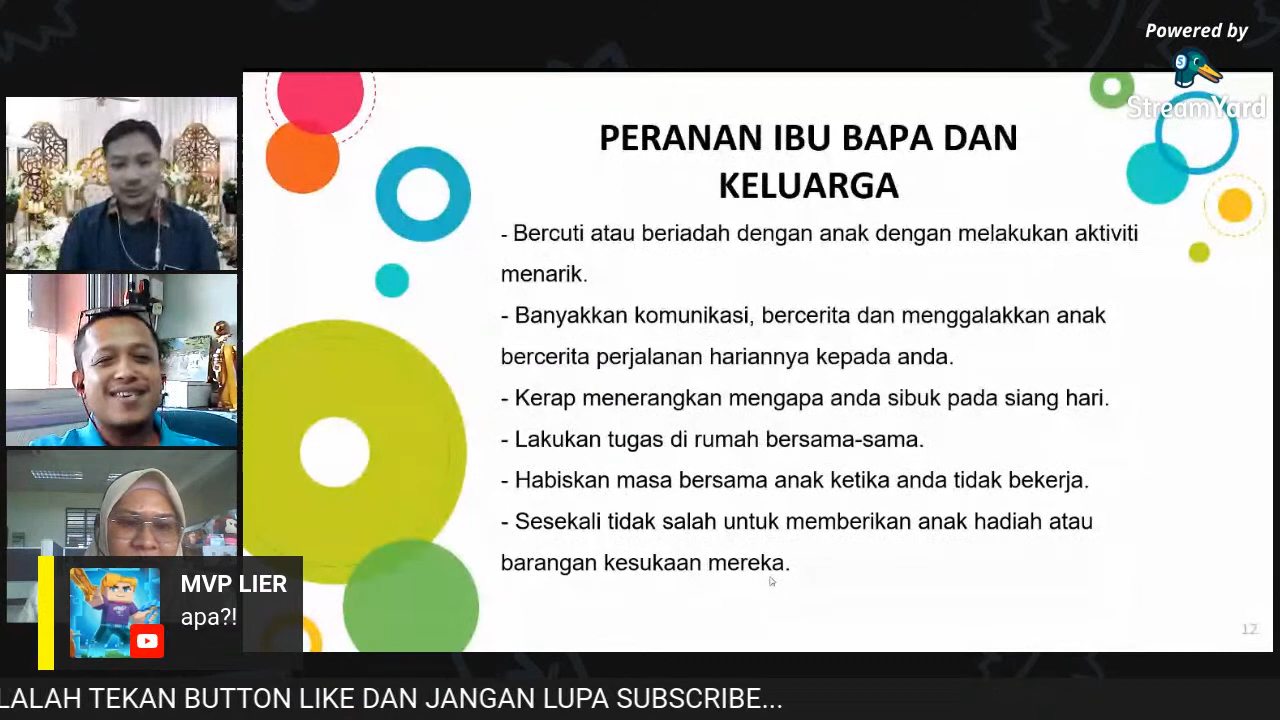 Powered by
StreamYard
PERANAN IBU BAPA DAN
KELUARGA
- Bercuti atau beriadah dengan anak dengan melakukan aktiviti
menarik.
- Banyakkan komunikasi, bercerita dan menggalakkan anak
bercerita perjalanan hariannya kepada anda.
- Kerap menerangkan mengapa anda sibuk pada siang hari.
- Lakukan tugas di rumah bersama-sama.
- Habiskan masa bersama anak ketika anda tidak bekerja.
- Sesekali tidak salah untuk memberikan anak hadiah atau
barangan kesukaan mereka.
12
MVP LIER
apa?!
LALAH TEKAN BUTTON LIKE DAN JANGAN LUPA SUBSCRIBE...